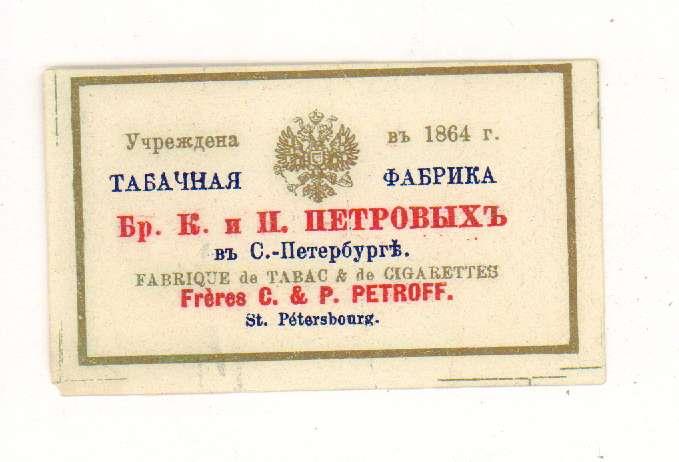 Учреждена въ 1864 г.
ТАБАЧНАЯ ФАБРИКА
Бр. К. и П. ПЕТРОВЫХЪ
въ С.-Петербургѣ.
FABRIQUE de TABAC & de CIGARETTES
Frères C. & P. PETROFF.
St. Pétersbourg.